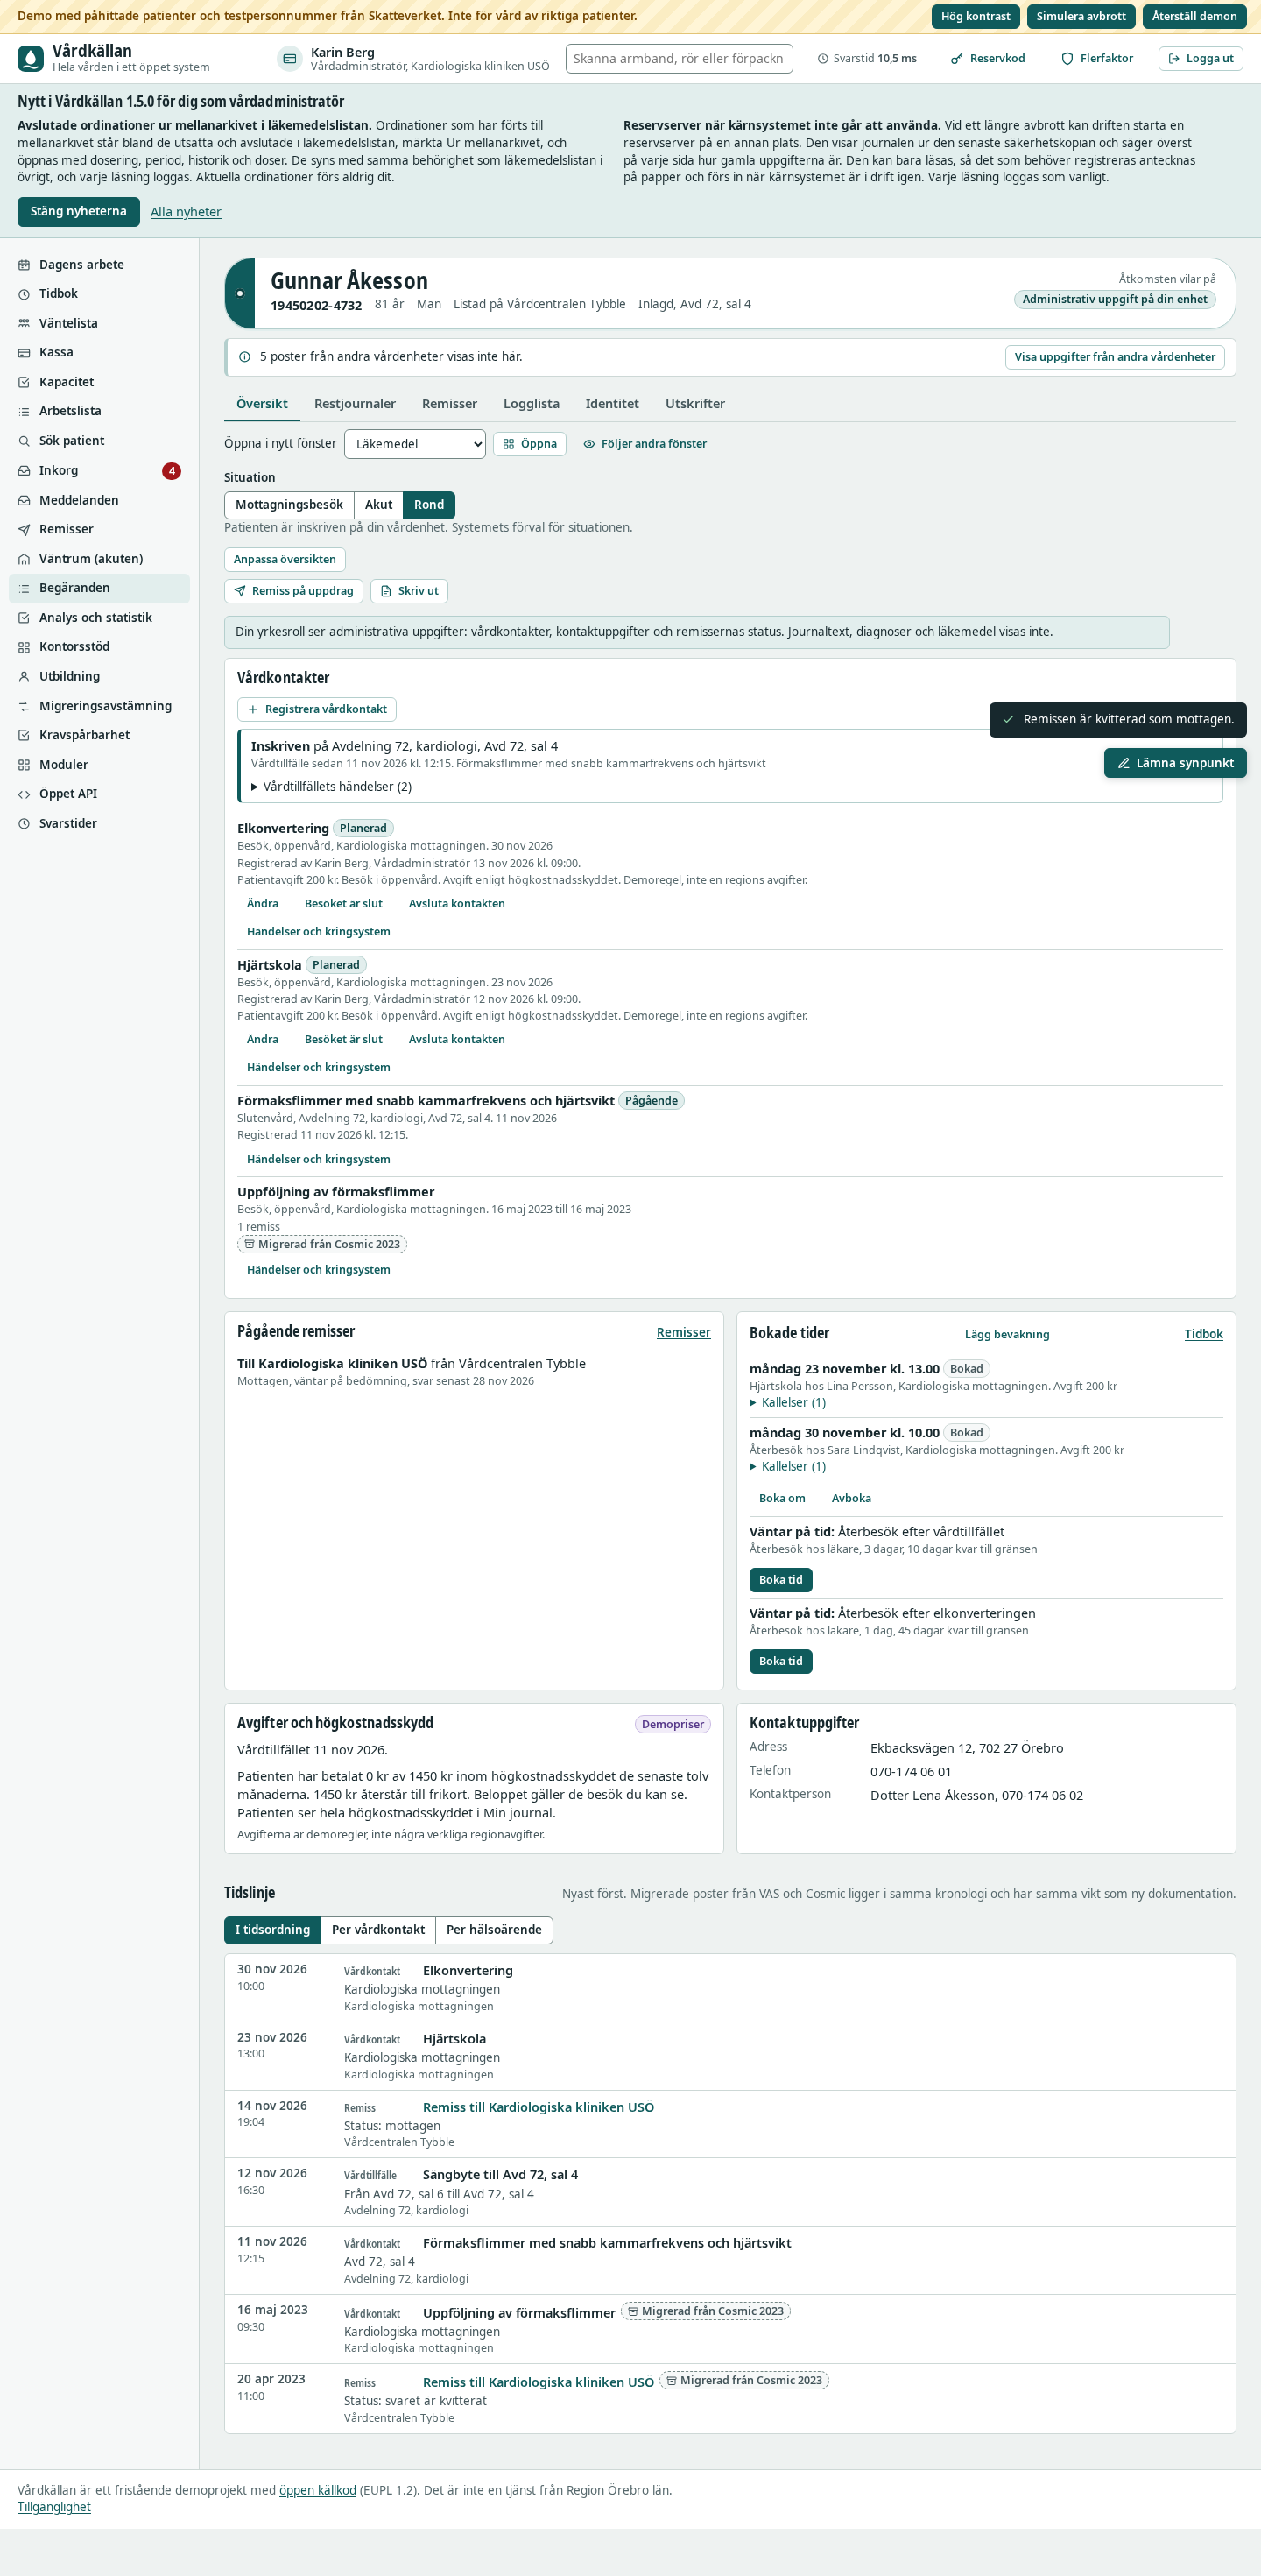 Demo med påhittade patienter och testpersonnummer från Skatteverket. Inte för vård av riktiga patienter.
Hög kontrast
Simulera avbrott
Återställ demon
Vårdkällan
Hela vården i ett öppet system
Karin Berg
Vårdadministratör, Kardiologiska kliniken USÖ
Skanna armband, rör eller förpackni
Svarstid 10,5 ms
Reservkod
Flerfaktor
Logga ut
Nytt i Vårdkällan 1.5.0 för dig som vårdadministratör
Avslutade ordinationer ur mellanarkivet i läkemedelslistan. Ordinationer som har förts till
mellanarkivet står bland de utsatta och avslutade i läkemedelslistan, märkta Ur mellanarkivet, och
öppnas med dosering, period, historik och doser. De syns med samma behörighet som läkemedelslistan i
övrigt, och varje läsning loggas. Aktuella ordinationer förs aldrig dit.
Reservserver när kärnsystemet inte går att använda. Vid ett längre avbrott kan driften starta en
reservserver på en annan plats. Den visar journalen ur den senaste säkerhetskopian och säger överst
på varje sida hur gamla uppgifterna är. Den kan bara läsas, så det som behöver registreras antecknas
på papper och förs in när kärnsystemet är i drift igen. Varje läsning loggas som vanligt.
Stäng nyheterna
Alla nyheter
Dagens arbete
Tidbok
Väntelista
Kassa
Kapacitet
Arbetslista
Sök patient
Inkorg
4
Meddelanden
Remisser
Väntrum (akuten)
Begäranden
Analys och statistik
Kontorsstöd
Utbildning
Migreringsavstämning
Kravspårbarhet
Moduler
Öppet API
Svarstider
Gunnar Åkesson
19450202-4732 81 år Man Listad på Vårdcentralen Tybble Inlagd, Avd 72, sal 4
Åtkomsten vilar på
Administrativ uppgift på din enhet
5 poster från andra vårdenheter visas inte här.
Visa uppgifter från andra vårdenheter
Översikt
Restjournaler
Remisser
Logglista
Identitet
Utskrifter
Öppna i nytt fönster
Läkemedel
Öppna
Följer andra fönster
Situation
Mottagningsbesök
Akut
Rond
Patienten är inskriven på din vårdenhet. Systemets förval för situationen.
Anpassa översikten
Remiss på uppdrag
Skriv ut
Din yrkesroll ser administrativa uppgifter: vårdkontakter, kontaktuppgifter och remissernas status. Journaltext, diagnoser och läkemedel visas inte.
Vårdkontakter
Registrera vårdkontakt
Remissen är kvitterad som mottagen.
Lämna synpunkt
Inskriven på Avdelning 72, kardiologi, Avd 72, sal 4
Vårdtillfälle sedan 11 nov 2026 kl. 12:15. Förmaksflimmer med snabb kammarfrekvens och hjärtsvikt
Vårdtillfällets händelser (2)
Elkonvertering Planerad
Besök, öppenvård, Kardiologiska mottagningen. 30 nov 2026
Registrerad av Karin Berg, Vårdadministratör 13 nov 2026 kl. 09:00.
Patientavgift 200 kr. Besök i öppenvård. Avgift enligt högkostnadsskyddet. Demoregel, inte en regions avgifter.
Ändra
Besöket är slut
Avsluta kontakten
Händelser och kringsystem
Hjärtskola Planerad
Besök, öppenvård, Kardiologiska mottagningen. 23 nov 2026
Registrerad av Karin Berg, Vårdadministratör 12 nov 2026 kl. 09:00.
Patientavgift 200 kr. Besök i öppenvård. Avgift enligt högkostnadsskyddet. Demoregel, inte en regions avgifter.
Ändra
Besöket är slut
Avsluta kontakten
Händelser och kringsystem
Förmaksflimmer med snabb kammarfrekvens och hjärtsvikt Pågående
Slutenvård, Avdelning 72, kardiologi, Avd 72, sal 4. 11 nov 2026
Registrerad 11 nov 2026 kl. 12:15.
Händelser och kringsystem
Uppföljning av förmaksflimmer
Besök, öppenvård, Kardiologiska mottagningen. 16 maj 2023 till 16 maj 2023
1 remiss
Migrerad från Cosmic 2023
Händelser och kringsystem
Pågående remisser
Remisser
Till Kardiologiska kliniken USÖ från Vårdcentralen Tybble
Mottagen, väntar på bedömning, svar senast 28 nov 2026
Bokade tider
Lägg bevakning
Tidbok
måndag 23 november kl. 13.00 Bokad
Hjärtskola hos Lina Persson, Kardiologiska mottagningen. Avgift 200 kr
Kallelser (1)
måndag 30 november kl. 10.00 Bokad
Återbesök hos Sara Lindqvist, Kardiologiska mottagningen. Avgift 200 kr
Kallelser (1)
Boka om
Avboka
Väntar på tid: Återbesök efter vårdtillfället
Återbesök hos läkare, 3 dagar, 10 dagar kvar till gränsen
Boka tid
Väntar på tid: Återbesök efter elkonverteringen
Återbesök hos läkare, 1 dag, 45 dagar kvar till gränsen
Boka tid
Avgifter och högkostnadsskydd
Demopriser
Vårdtillfället 11 nov 2026.
Patienten har betalat 0 kr av 1450 kr inom högkostnadsskyddet de senaste tolv
månaderna. 1450 kr återstår till frikort. Beloppet gäller de besök du kan se.
Patienten ser hela högkostnadsskyddet i Min journal.
Avgifterna är demoregler, inte några verkliga regionavgifter.
Kontaktuppgifter
Adress Ekbacksvägen 12, 702 27 Örebro
Telefon 070-174 06 01
Kontaktperson Dotter Lena Åkesson, 070-174 06 02
Tidslinje
Nyast först. Migrerade poster från VAS och Cosmic ligger i samma kronologi och har samma vikt som ny dokumentation.
I tidsordning
Per vårdkontakt
Per hälsoärende
30 nov 2026
10:00
Vårdkontakt Elkonvertering
Kardiologiska mottagningen
Kardiologiska mottagningen
23 nov 2026
13:00
Vårdkontakt Hjärtskola
Kardiologiska mottagningen
Kardiologiska mottagningen
14 nov 2026
19:04
Remiss Remiss till Kardiologiska kliniken USÖ
Status: mottagen
Vårdcentralen Tybble
12 nov 2026
16:30
Vårdtillfälle Sängbyte till Avd 72, sal 4
Från Avd 72, sal 6 till Avd 72, sal 4
Avdelning 72, kardiologi
11 nov 2026
12:15
Vårdkontakt Förmaksflimmer med snabb kammarfrekvens och hjärtsvikt
Avd 72, sal 4
Avdelning 72, kardiologi
16 maj 2023
09:30
Vårdkontakt Uppföljning av förmaksflimmer Migrerad från Cosmic 2023
Kardiologiska mottagningen
Kardiologiska mottagningen
20 apr 2023
11:00
Remiss Remiss till Kardiologiska kliniken USÖ Migrerad från Cosmic 2023
Status: svaret är kvitterat
Vårdcentralen Tybble
Vårdkällan är ett fristående demoprojekt med öppen källkod (EUPL 1.2). Det är inte en tjänst från Region Örebro län.
Tillgänglighet